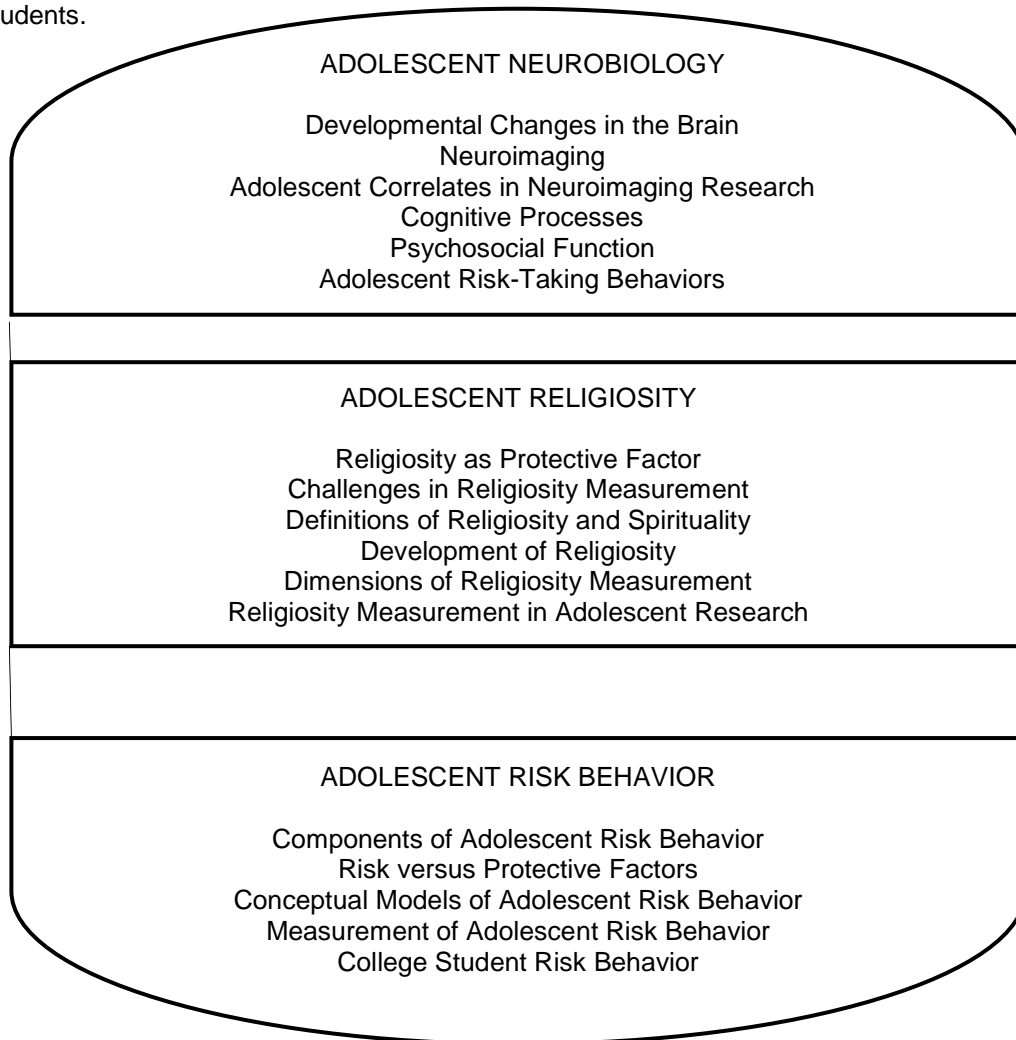 udents.
ADOLESCENT NEUROBIOLOGY
Developmental Changes in the Brain
Neuroimaging
Adolescent Correlates in Neuroimaging Research
Cognitive Processes
Psychosocial Function
Adolescent Risk-Taking Behaviors
ADOLESCENT RELIGIOSITY
Religiosity as Protective Factor
Challenges in Religiosity Measurement
Definitions of Religiosity and Spirituality
Development of Religiosity
Dimensions of Religiosity Measurement
Religiosity Measurement in Adolescent Research
ADOLESCENT RISK BEHAVIOR
Components of Adolescent Risk Behavior
Risk versus Protective Factors
Conceptual Models of Adolescent Risk Behavior
Measurement of Adolescent Risk Behavior
College Student Risk Behavior